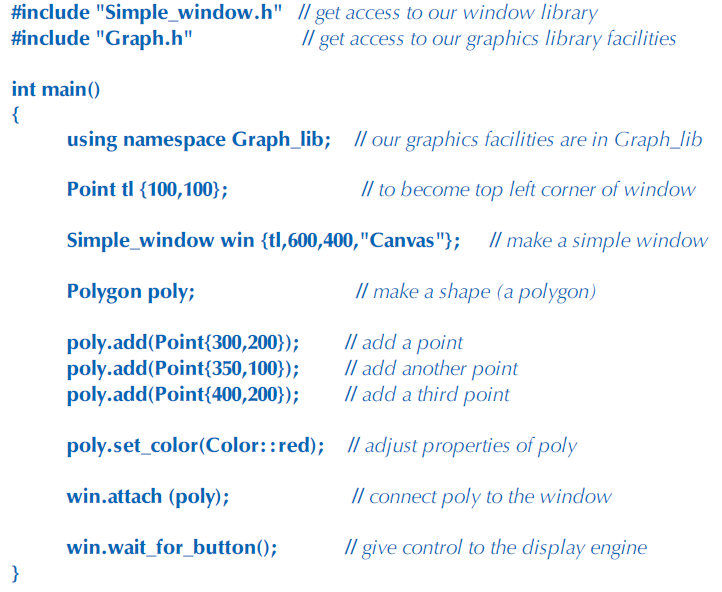 #include "Simple_window.h" // get access to our window library
#include "Graph.h" // get access to our graphics library facilities
int main()
{
using namespace Graph_lib; // our graphics facilities are in Graph_lib
Point tl {100,100}; // to become top left corner of window
Simple_window win {tl,600,400,"Canvas"}; // make a simple window
Polygon poly; // make a shape (a polygon)
poly.add(Point{300,200}); // add a point
poly.add(Point{350,100}); // add another point
poly.add(Point{400,200}); // add a third point
poly.set_color(Color::red); // adjust properties of poly
win.attach (poly); // connect poly to the window
win.wait_for_button(); // give control to the display engine
}